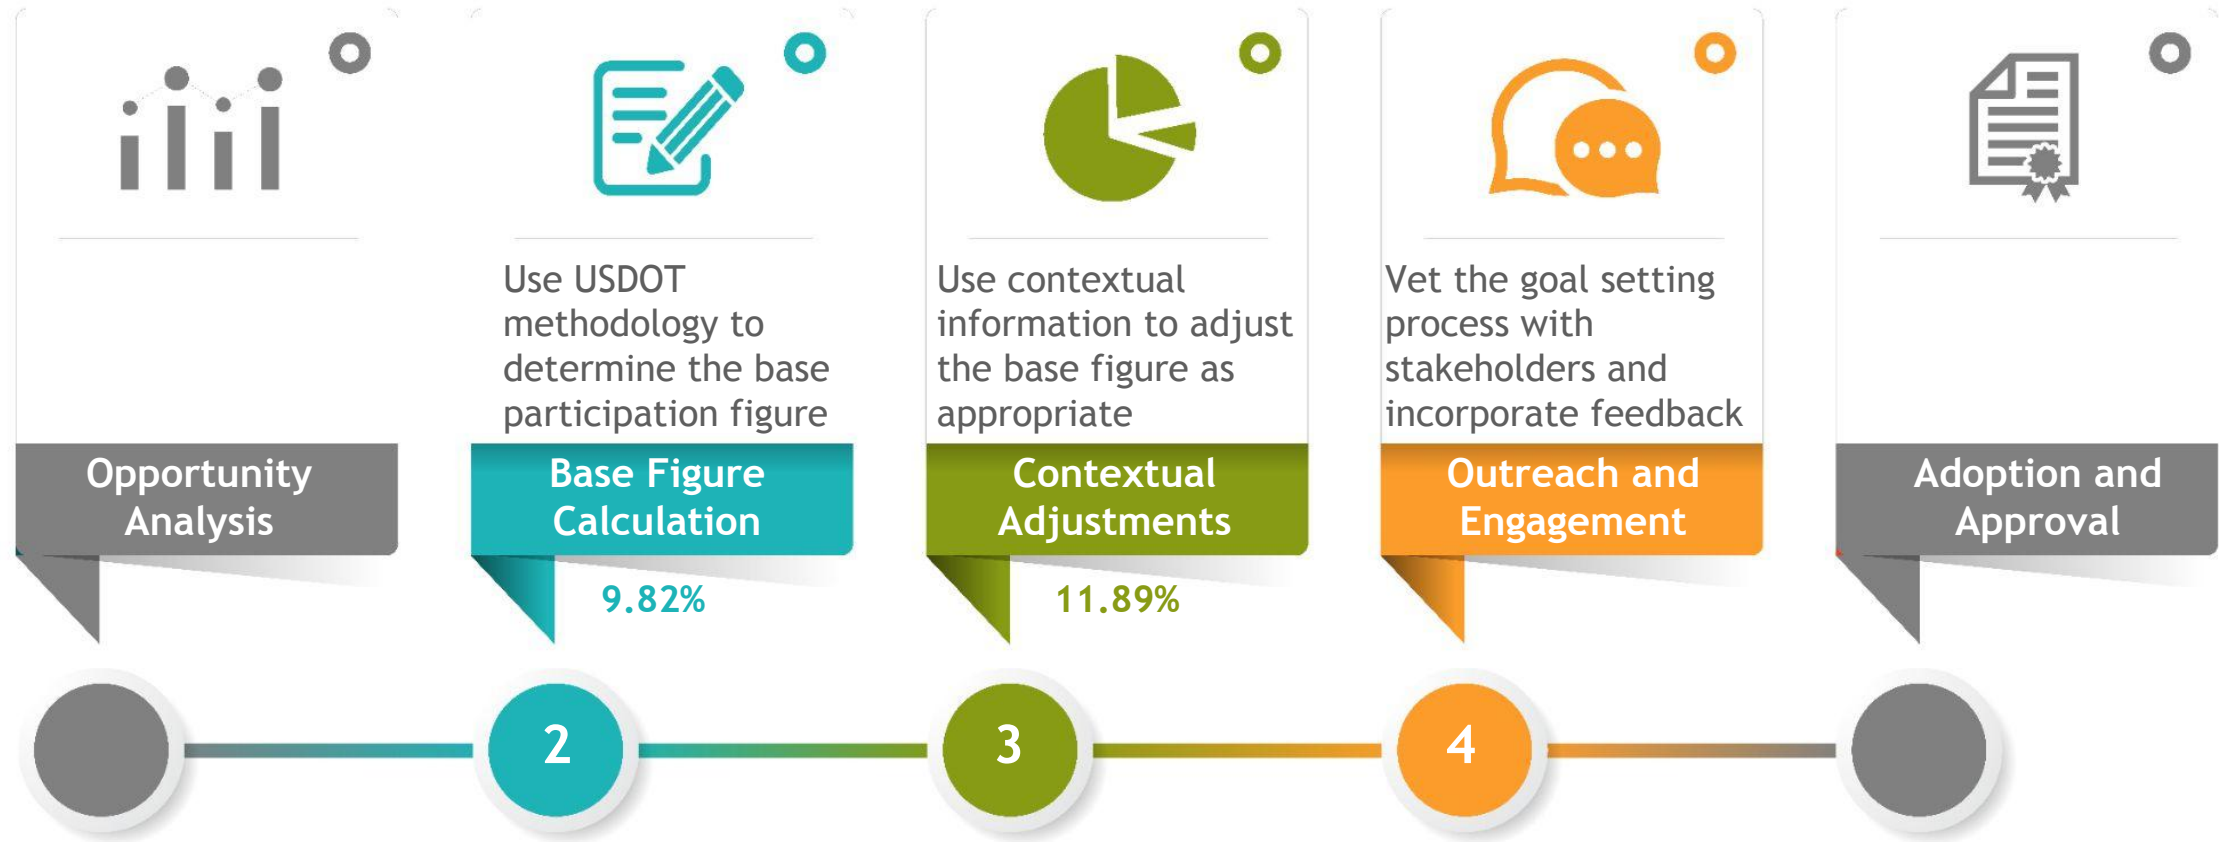 Use USDOT
methodology to
determine the base
participation figure
Use contextual
information to adjust
the base figure as
appropriate
Vet the goal setting
process with
stakeholders and
incorporate feedback
Opportunity
Analysis
Base Figure
Calculation
Contextual
Adjustments
Outreach and
Engagement
Adoption and
Approval
9.82%
11.89%
2
3
4